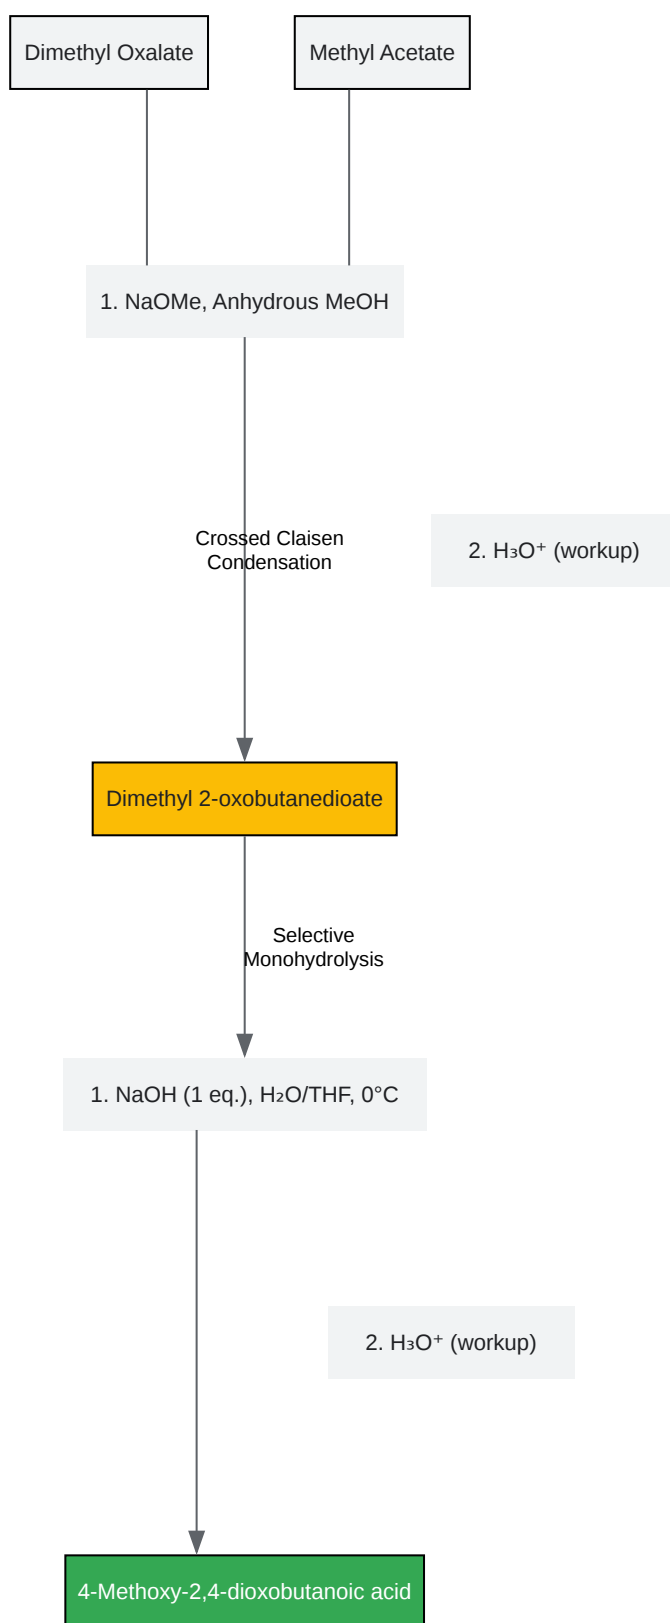 Dimethyl Oxalate
Methyl Acetate
1. NaOMe, Anhydrous MeOH
Crossed Claisen
Condensation
2. H₃O⁺ (workup)
Dimethyl 2-oxobutanedioate
Selective
Monohydrolysis
1. NaOH (1 eq.), H₂O/THF, 0°C
2. H₃O⁺ (workup)
4-Methoxy-2,4-dioxobutanoic acid